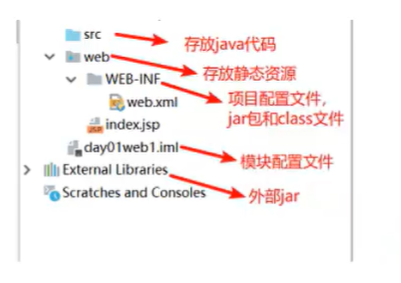 src
存放java代码
web
存放静态资源
WEB-INF
项目配置文件,
web.xml
jar包和class文件
index.jsp
day01web1.iml
模块配置文件
External Libraries
Scratches and Consoles
外部jar